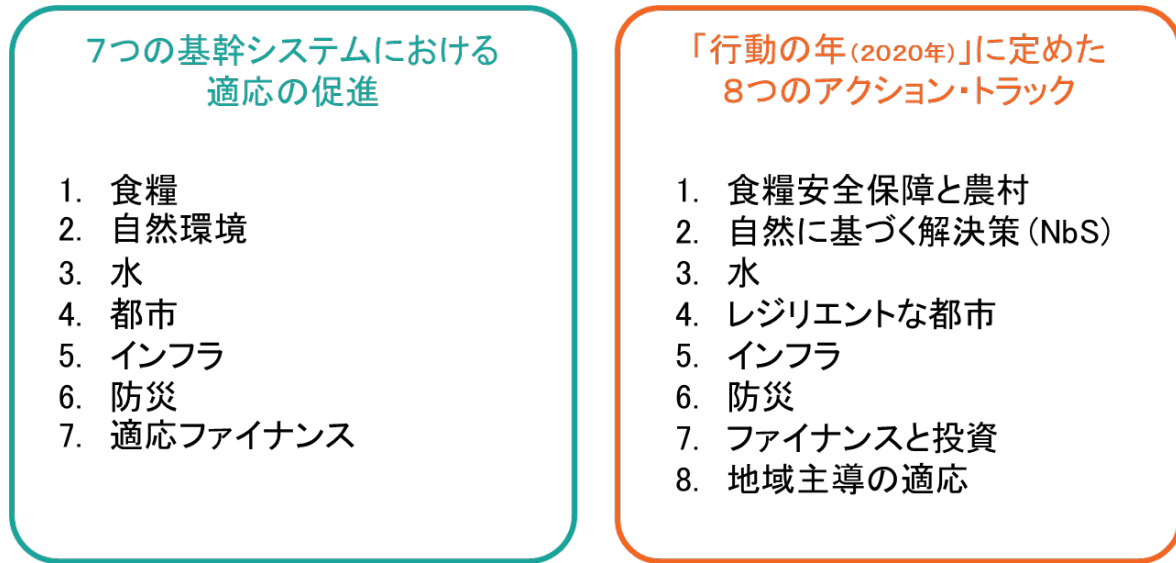 ７つの基幹システムにおける
適応の促進
1. 食糧
2. 自然環境
3. 水
4. 都市
5. インフラ
6. 防災
7. 適応ファイナンス
「行動の年(2020年)」に定めた
８つのアクション・トラック
1. 食糧安全保障と農村
2. 自然に基づく解決策(NbS)
3. 水
4. レジリエントな都市
5. インフラ
6. 防災
7. ファイナンスと投資
8. 地域主導の適応